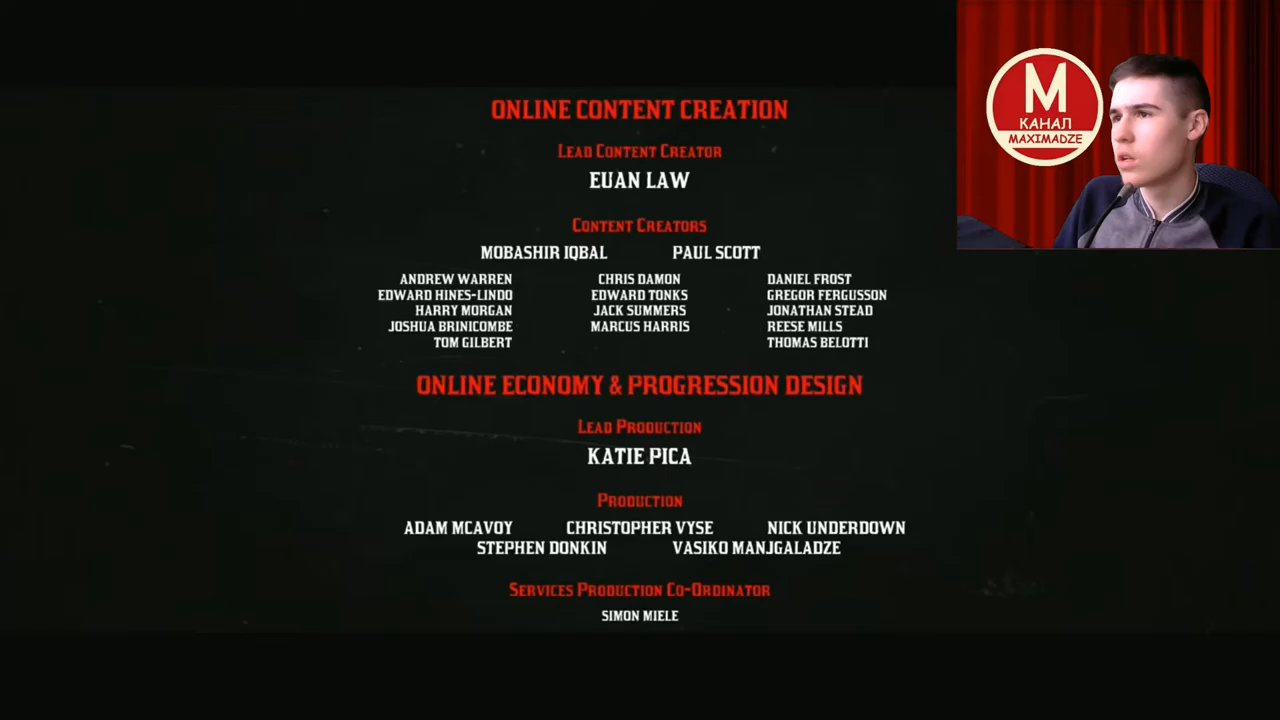 ONLINE CONTENT CREATION
LEAD CONTENT CREATOR
EUAN LAW
CONTENT CREATORS
MOBASHIR IQBAL PAUL SCOTT
ANDREW WARREN CHRIS DAMON DANIEL FROST
EDWARD HINES-LINDO EDWARD TONKS GREGOR FERGUSSON
HARRY MORGAN JACK SUMMERS JONATHAN STEAD
JOSHUA BRINICOMBE MARCUS HARRIS REESE MILLS
TOM GILBERT THOMAS BELOTTI
ONLINE ECONOMY & PROGRESSION DESIGN
LEAD PRODUCTION
KATIE PICA
PRODUCTION
ADAM MCAVOY CHRISTOPHER VYSE NICK UNDERDOWN
STEPHEN DONKIN VASIKO MANJGALADZE
SERVICES PRODUCTION CO-ORDINATOR
SIMON MIELE
М
КАНАЛ
MAXIMADZE